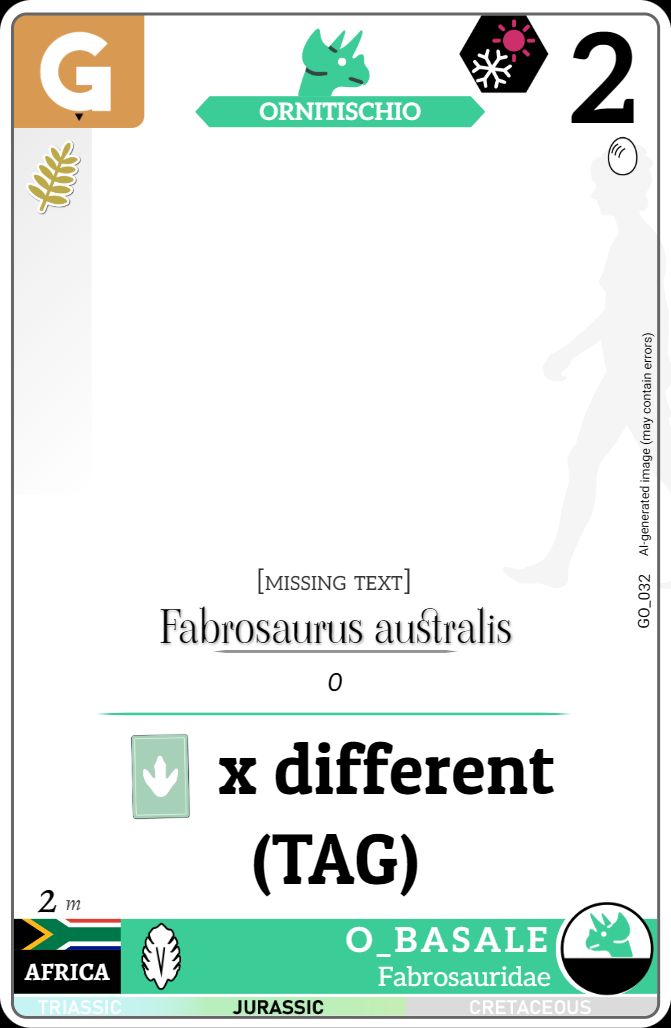 G
ORNITISCHIO
2
AI-generated image (may contain errors)
GO_032
[MISSING TEXT]
Fabrosaurus australis
0
x different
(TAG)
2 m
AFRICA
O_BASALE
Fabrosauridae
TRIASSIC
JURASSIC
CRETACEOUS